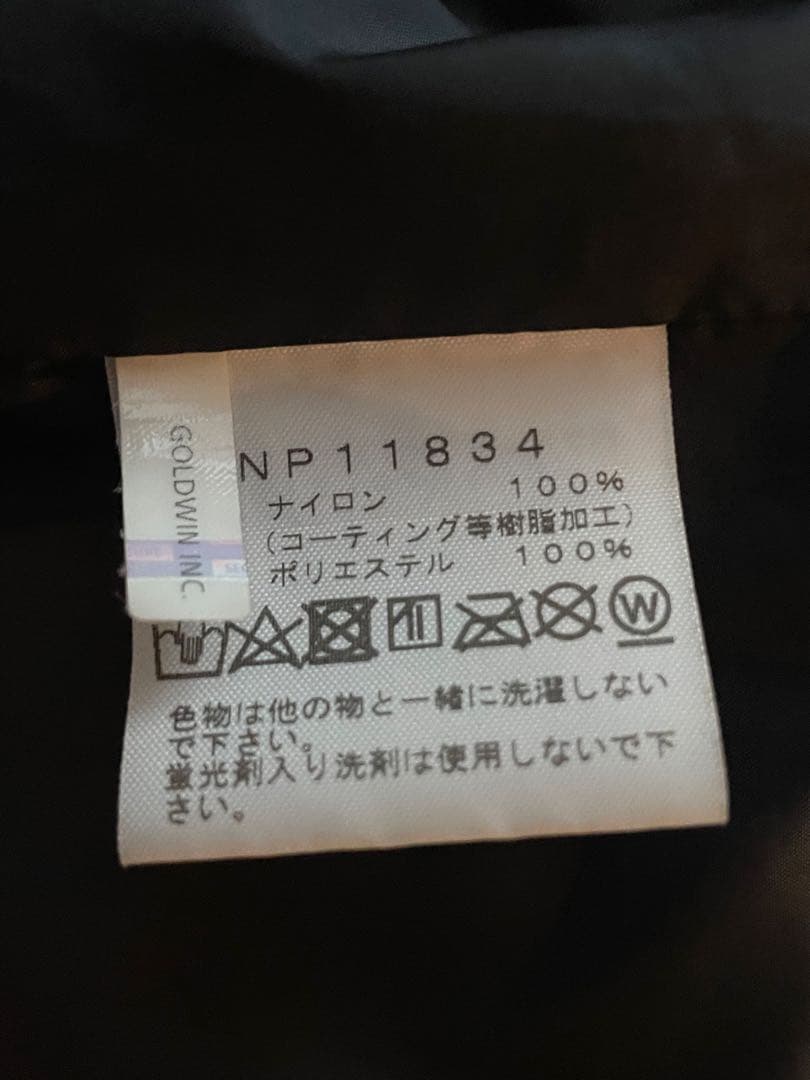 GOLDWIN INC.
NP11834
ナイロン 100%
(コーティング等樹脂加工)
ポリエステル 100%
W
色物は他の物と一緒に洗濯しない
で下さい。
蛍光剤入り洗剤は使用しないで下
さい。